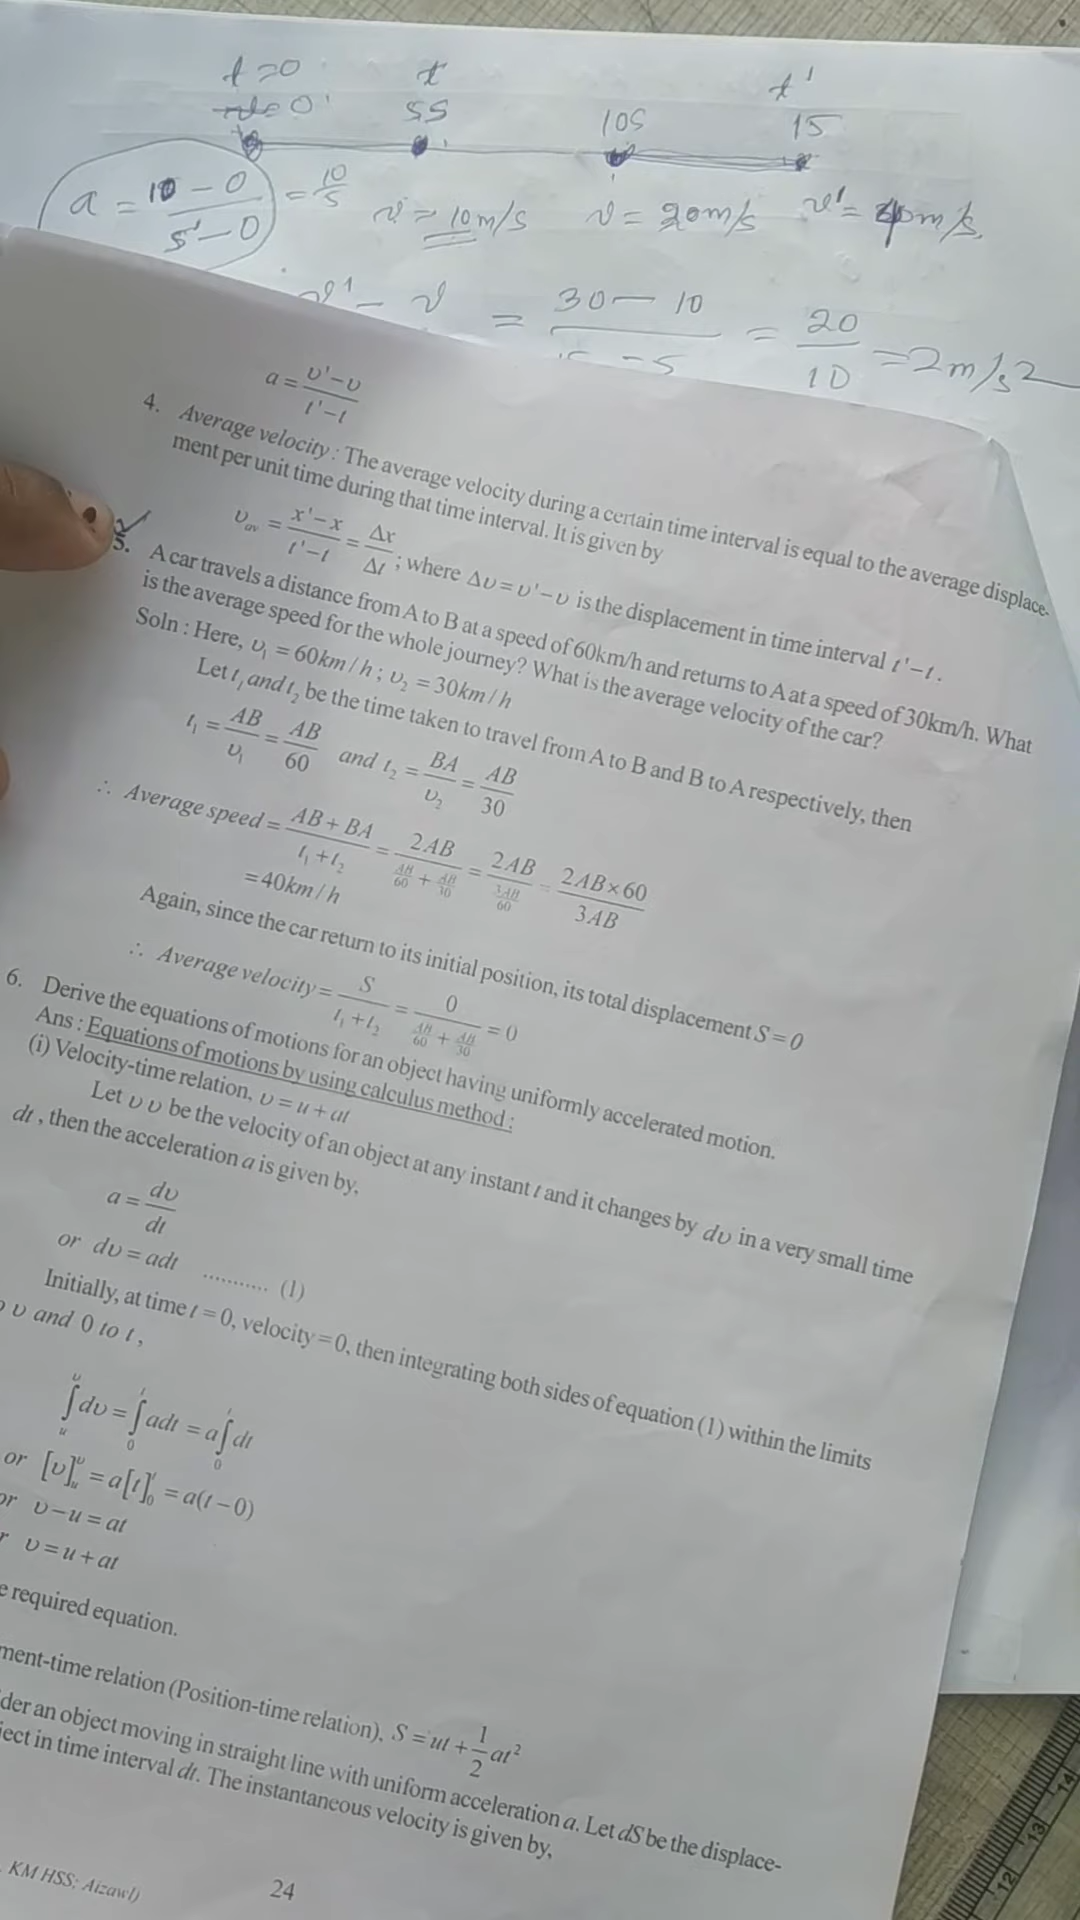 t=0 t t'
5S 10S 15
a = 10 - 0 / 5' - 0 = 10/5 v = 10m/s v = 20m/s v' = m/s.
v' - v = 30 - 10 / - 5 = 20/10 = 2m/s2
a = υ'-υ / t'-t
4. Average velocity : The average velocity during a certain time interval is equal to the average displace-
ment per unit time during that time interval. It is given by
υav = x'-x / t'-t = Δx / Δt ; where Δυ = υ'-υ is the displacement in time interval t'-t.
5. A car travels a distance from A to B at a speed of 60km/h and returns to A at a speed of 30km/h. What
is the average speed for the whole journey? What is the average velocity of the car?
Soln : Here, υ1 = 60km/h ; υ2 = 30km/h
Let t1 and t2 be the time taken to travel from A to B and B to A respectively, then
t1 = AB/υ1 = AB/60 and t2 = BA/υ2 = AB/30
∴ Average speed = AB + BA / t1 + t2 = 2AB / AB/60 + AB/30 = 2AB / 3AB/60 = 2AB×60 / 3AB
= 40km/h
Again, since the car return to its initial position, its total displacement S = 0
∴ Average velocity = S / t1 + t2 = 0 / AB/60 + AB/30 = 0
6. Derive the equations of motions for an object having uniformly accelerated motion.
Ans : Equations of motions by using calculus method :
(i) Velocity-time relation, υ = u + at
Let υ υ be the velocity of an object at any instant t and it changes by dυ in a very small time
dt, then the acceleration a is given by,
a = dυ/dt
or dυ = adt ........... (1)
Initially, at time t = 0, velocity = 0, then integrating both sides of equation (1) within the limits
υ and 0 to t,
∫ᵤᵛ dυ = ∫₀ᵗ adt = a∫₀ᵗ dt
or [υ]ᵤᵛ = a[t]₀ᵗ = a(t-0)
or υ-u = at
r υ = u + at
e required equation.
ment-time relation (Position-time relation), S = ut + 1/2 at²
der an object moving in straight line with uniform acceleration a. Let dS be the displace-
ject in time interval dt. The instantaneous velocity is given by,
KM HSS; Aizawl) 24
12 13 14